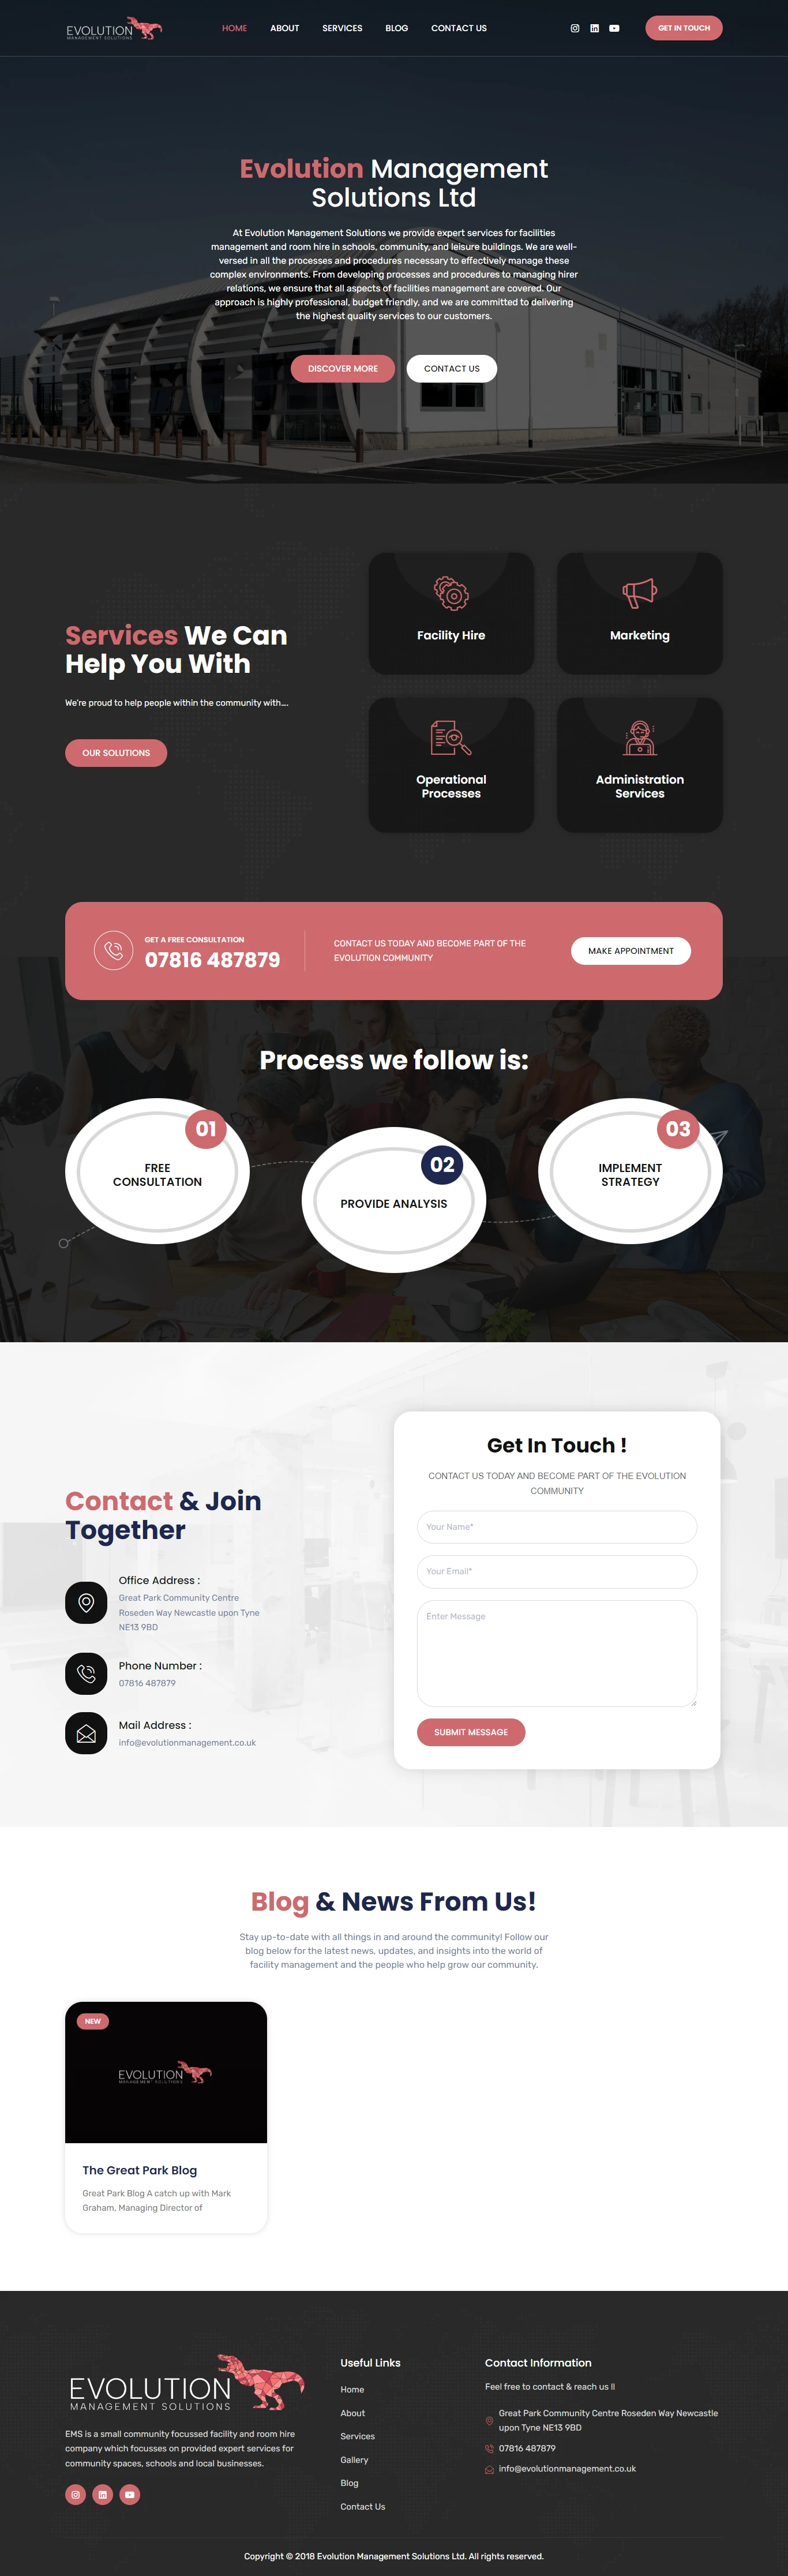 EVOLUTION
MANAGEMENT SOLUTIONS
HOME
ABOUT
SERVICES
BLOG
CONTACT US
GET IN TOUCH
Evolution Management
Solutions Ltd
At Evolution Management Solutions we provide expert services for facilities
management and room hire in schools, community, and leisure buildings. We are well-
versed in all the processes and procedures necessary to effectively manage these
complex environments. From developing processes and procedures to managing hirer
relations, we ensure that all aspects of facilities management are covered. Our
approach is highly professional, budget friendly, and we are committed to delivering
the highest quality services to our customers.
DISCOVER MORE
CONTACT US
Services We Can
Help You With
We're proud to help people within the community with....
OUR SOLUTIONS
Facility Hire
Marketing
Operational
Processes
Administration
Services
GET A FREE CONSULTATION
07816 487879
CONTACT US TODAY AND BECOME PART OF THE
EVOLUTION COMMUNITY
MAKE APPOINTMENT
Process we follow is:
01
FREE
CONSULTATION
02
PROVIDE ANALYSIS
03
IMPLEMENT
STRATEGY
Contact & Join
Together
Office Address :
Great Park Community Centre
Roseden Way Newcastle upon Tyne
NE13 9BD
Phone Number :
07816 487879
Mail Address :
info@evolutionmanagement.co.uk
Get In Touch !
CONTACT US TODAY AND BECOME PART OF THE EVOLUTION
COMMUNITY
Your Name*
Your Email*
Enter Message
SUBMIT MESSAGE
Blog & News From Us!
Stay up-to-date with all things in and around the community! Follow our
blog below for the latest news, updates, and insights into the world of
facility management and the people who help grow our community.
NEW
EVOLUTION
MANAGEMENT SOLUTIONS
The Great Park Blog
Great Park Blog A catch up with Mark
Graham, Managing Director of
EVOLUTION
MANAGEMENT SOLUTIONS
EMS is a small community focussed facility and room hire
company which focusses on provided expert services for
community spaces, schools and local businesses.
Useful Links
Home
About
Services
Gallery
Blog
Contact Us
Contact Information
Feel free to contact & reach us !!
Great Park Community Centre Roseden Way Newcastle
upon Tyne NE13 9BD
07816 487879
info@evolutionmanagement.co.uk
Copyright © 2018 Evolution Management Solutions Ltd. All rights reserved.